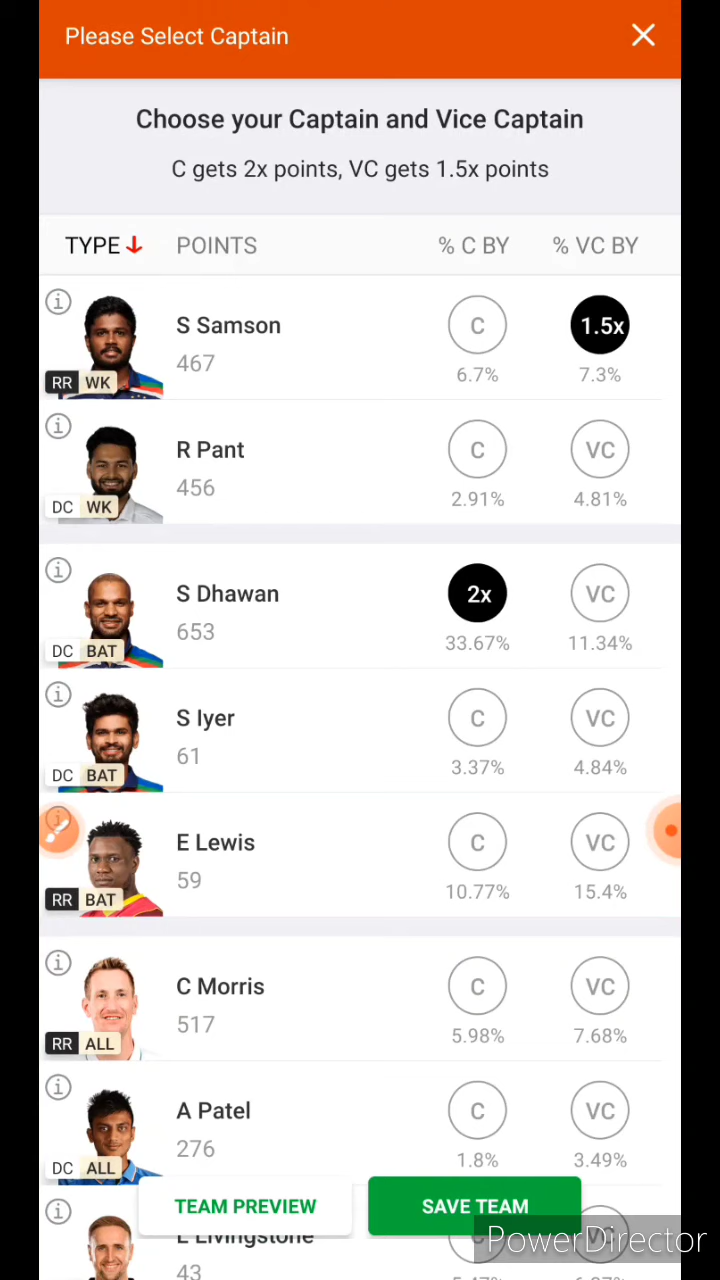 Please Select Captain
Choose your Captain and Vice Captain
C gets 2x points, VC gets 1.5x points
TYPE POINTS % C BY % VC BY
S Samson
467
RR WK
C 1.5x
6.7% 7.3%
R Pant
456
DC WK
C VC
2.91% 4.81%
S Dhawan
653
DC BAT
2x VC
33.67% 11.34%
S Iyer
61
DC BAT
C VC
3.37% 4.84%
E Lewis
59
RR BAT
C VC
10.77% 15.4%
C Morris
517
RR ALL
C VC
5.98% 7.68%
A Patel
276
DC ALL
C VC
1.8% 3.49%
TEAM PREVIEW SAVE TEAM
L Livingstone
43
PowerDirector